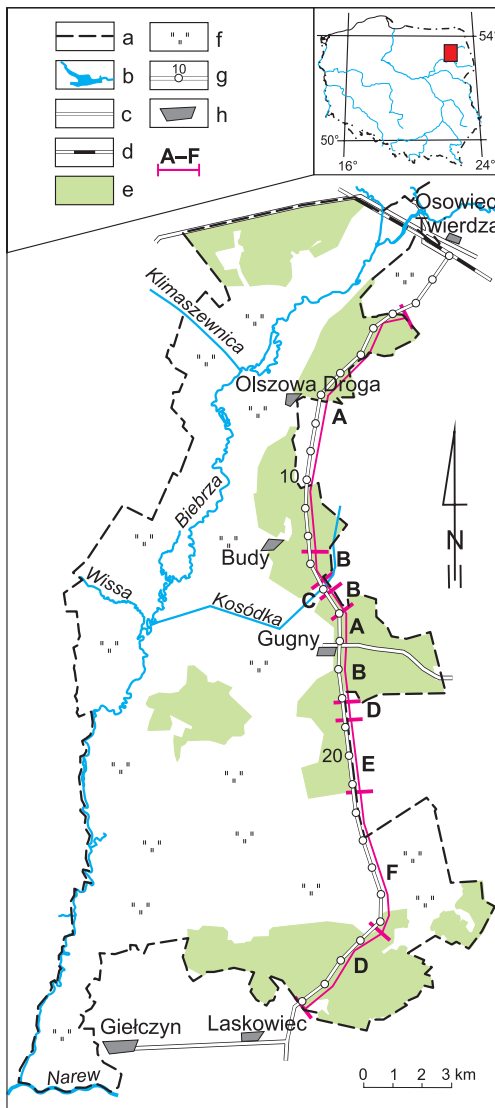 a
b
c
d
e
f
10
g
h
A–F
54°
50°
16°
24°
Osowiec
Twierdza
Klimaszewnica
Olszowa Droga
A
10
Biebrza
Budy
B
Wissa
C
B
Kosódka
A
Gugny
B
D
20
E
N
F
D
Giełczyn
Laskowiec
Narew
0 1 2 3 km